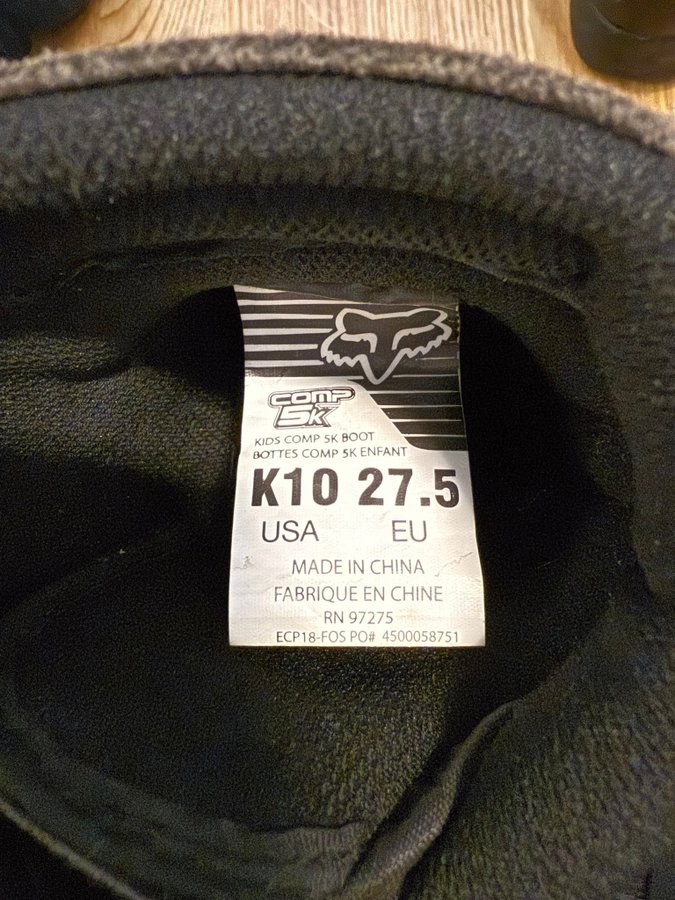 COMP
5K
KIDS COMP 5K BOOT
BOTTES COMP 5K ENFANT
K10 27.5
USA EU
MADE IN CHINA
FABRIQUE EN CHINE
RN 97275
ECP18-FOS PO# 4500058751